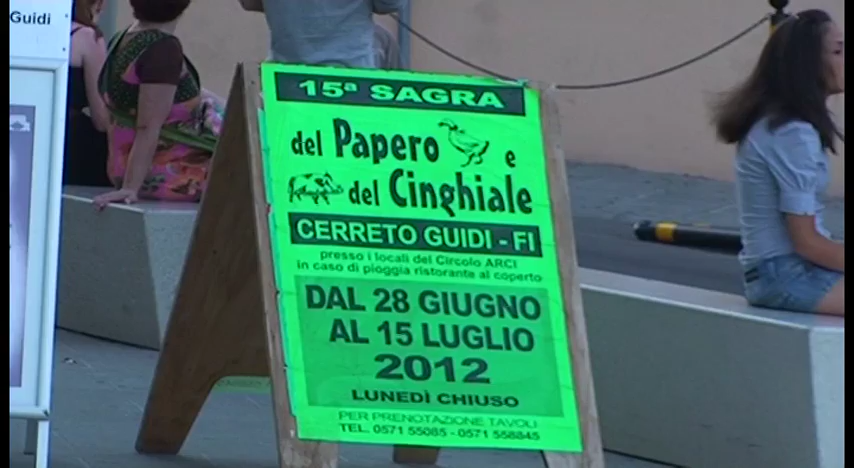 Guidi
15ª SAGRA
del Papero e
del Cinghiale
CERRETO GUIDI - FI
presso i locali del Circolo ARCI
in caso di pioggia ristorante al coperto
DAL 28 GIUGNO
AL 15 LUGLIO
2012
LUNEDÌ CHIUSO
PER PRENOTAZIONE TAVOLI
TEL. 0571 55085 - 0571 558845